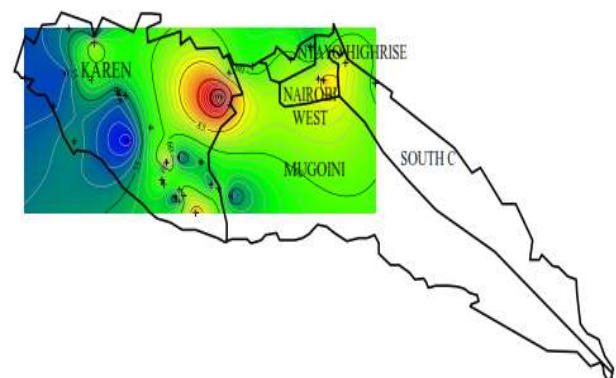 NYAYO HIGHRISE
KAREN
NAIROBI
WEST
SOUTH C
MUGOINI